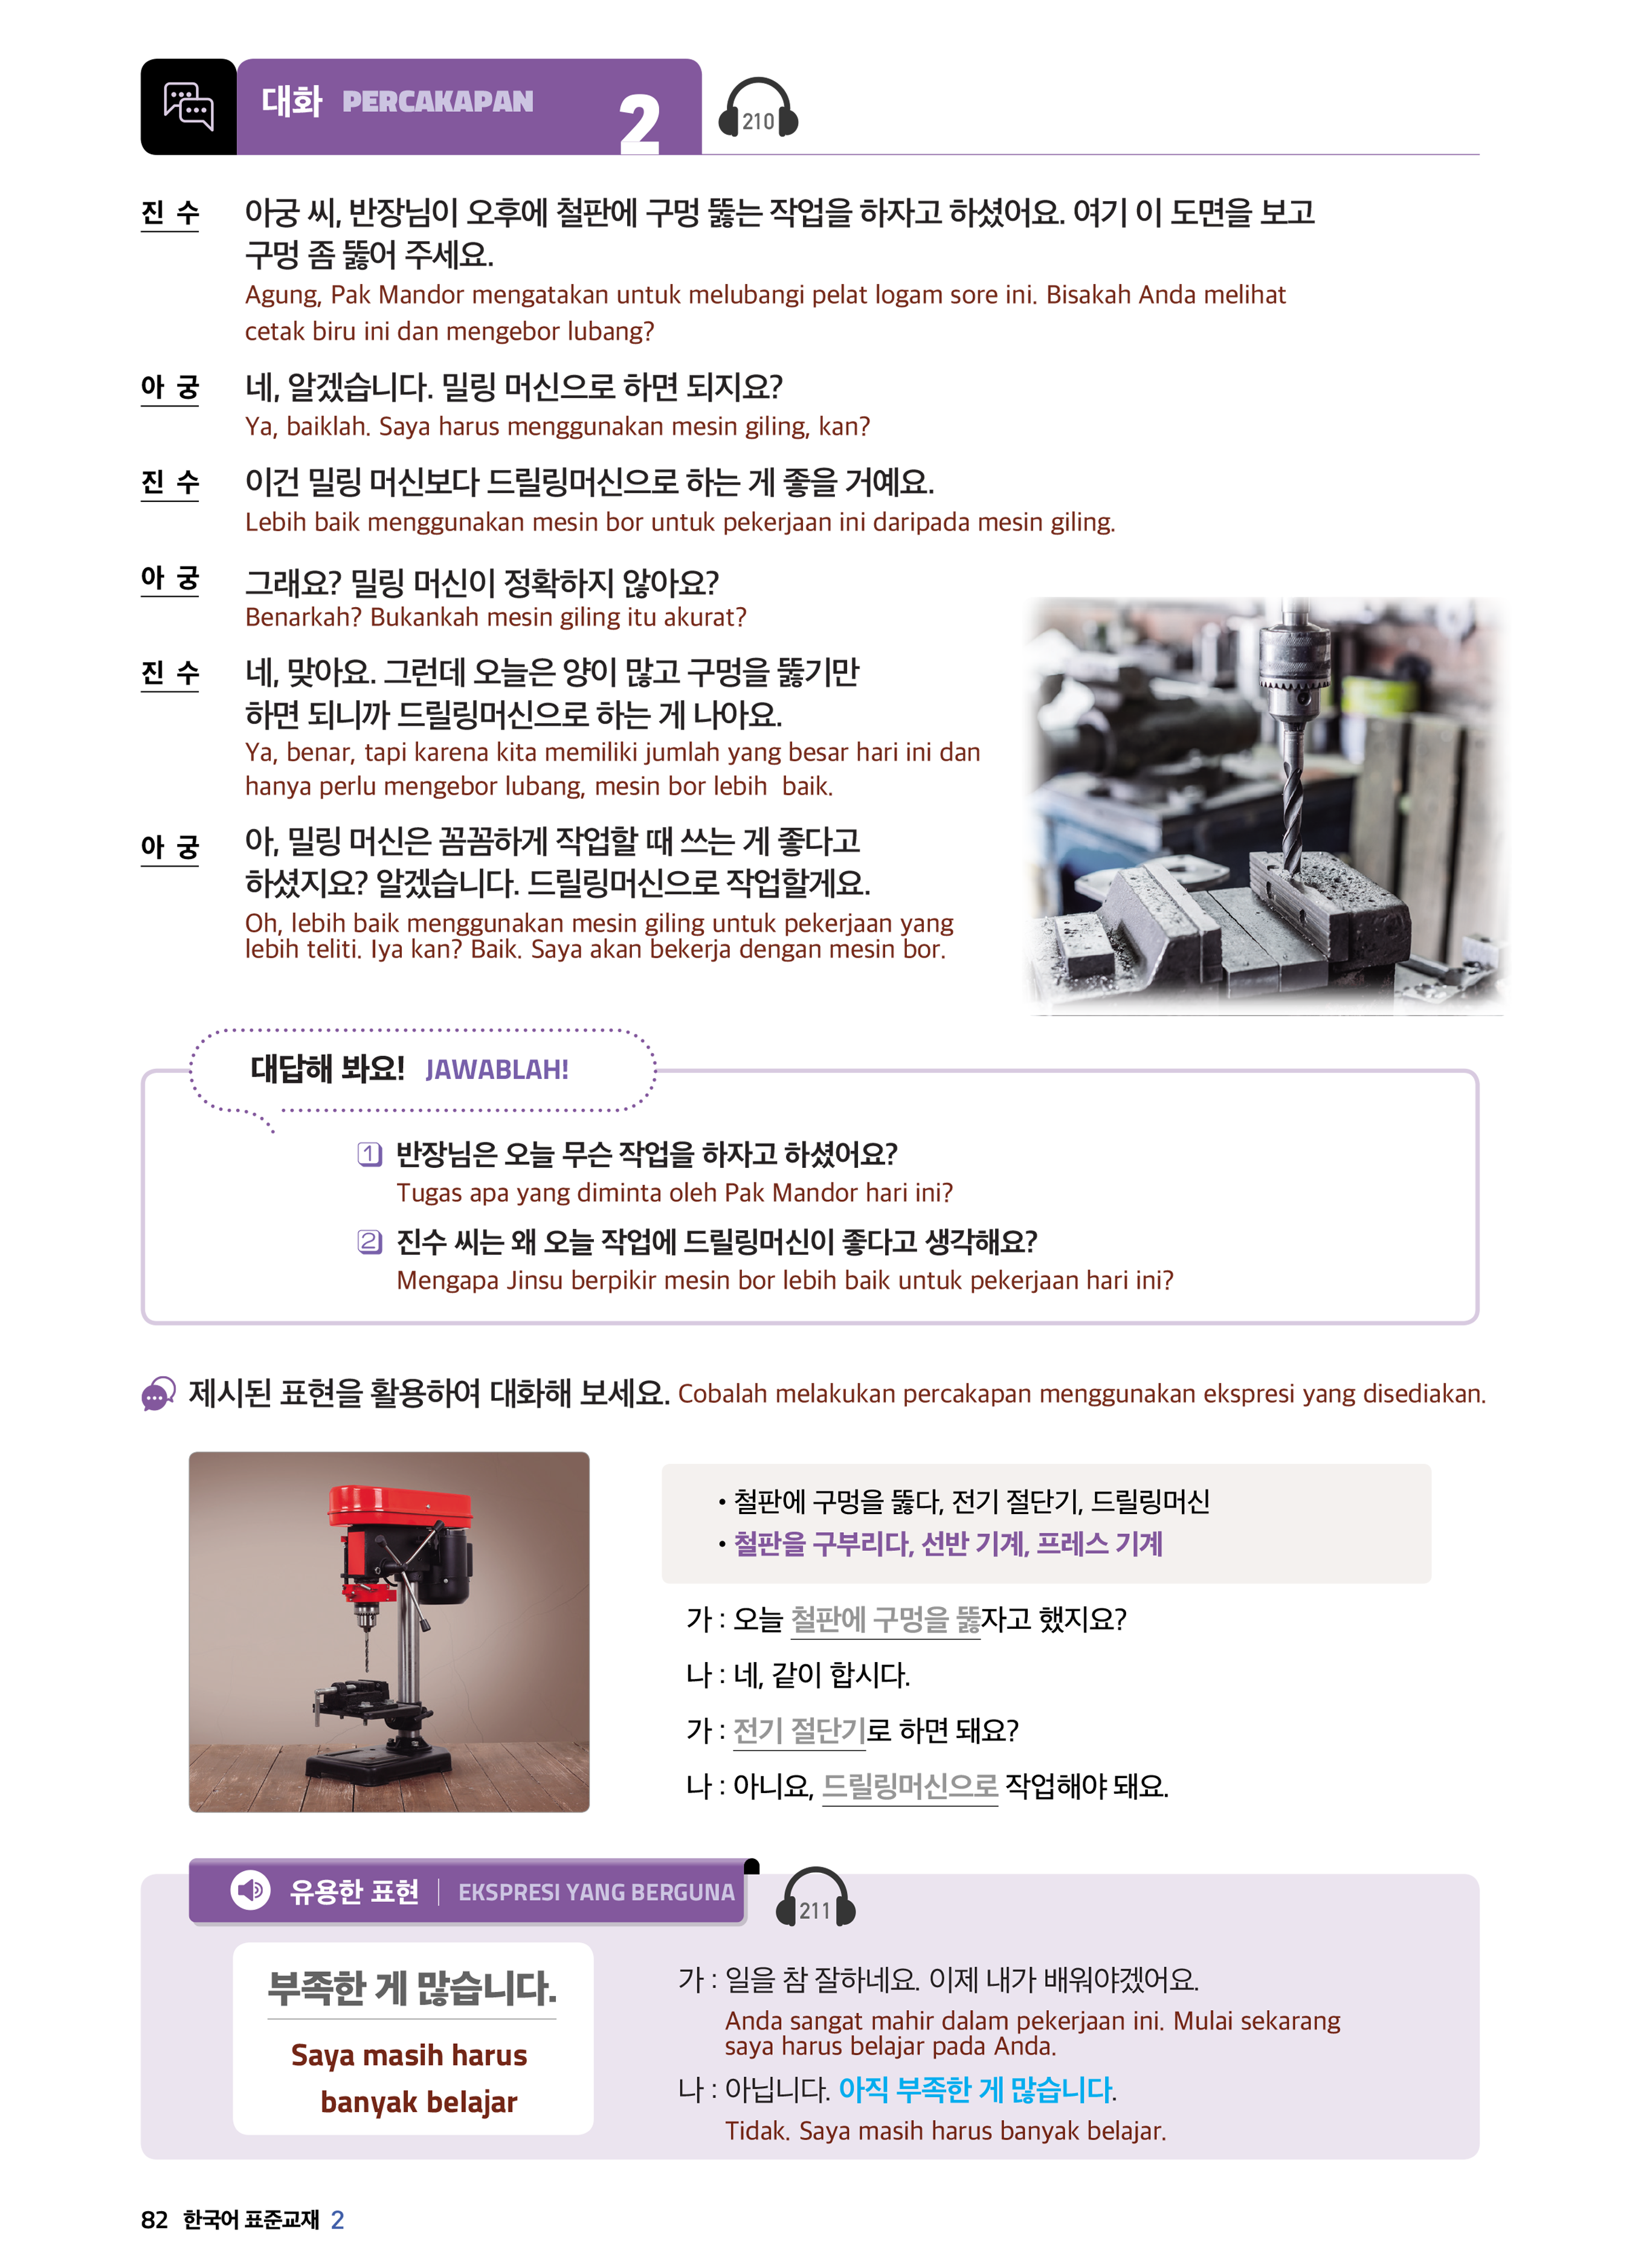 대화 PERCAKAPAN 2
210
진 수 아궁 씨, 반장님이 오후에 철판에 구멍 뚫는 작업을 하자고 하셨어요. 여기 이 도면을 보고
구멍 좀 뚫어 주세요.
Agung, Pak Mandor mengatakan untuk melubangi pelat logam sore ini. Bisakah Anda melihat
cetak biru ini dan mengebor lubang?
아 궁 네, 알겠습니다. 밀링 머신으로 하면 되지요?
Ya, baiklah. Saya harus menggunakan mesin giling, kan?
진 수 이건 밀링 머신보다 드릴링머신으로 하는 게 좋을 거예요.
Lebih baik menggunakan mesin bor untuk pekerjaan ini daripada mesin giling.
아 궁 그래요? 밀링 머신이 정확하지 않아요?
Benarkah? Bukankah mesin giling itu akurat?
진 수 네, 맞아요. 그런데 오늘은 양이 많고 구멍을 뚫기만
하면 되니까 드릴링머신으로 하는 게 나아요.
Ya, benar, tapi karena kita memiliki jumlah yang besar hari ini dan
hanya perlu mengebor lubang, mesin bor lebih baik.
아 궁 아, 밀링 머신은 꼼꼼하게 작업할 때 쓰는 게 좋다고
하셨지요? 알겠습니다. 드릴링머신으로 작업할게요.
Oh, lebih baik menggunakan mesin giling untuk pekerjaan yang
lebih teliti. Iya kan? Baik. Saya akan bekerja dengan mesin bor.
대답해 봐요! JAWABLAH!
1 반장님은 오늘 무슨 작업을 하자고 하셨어요?
Tugas apa yang diminta oleh Pak Mandor hari ini?
2 진수 씨는 왜 오늘 작업에 드릴링머신이 좋다고 생각해요?
Mengapa Jinsu berpikir mesin bor lebih baik untuk pekerjaan hari ini?
제시된 표현을 활용하여 대화해 보세요. Cobalah melakukan percakapan menggunakan ekspresi yang disediakan.
• 철판에 구멍을 뚫다, 전기 절단기, 드릴링머신
• 철판을 구부리다, 선반 기계, 프레스 기계
가 : 오늘 철판에 구멍을 뚫자고 했지요?
나 : 네, 같이 합시다.
가 : 전기 절단기로 하면 돼요?
나 : 아니요, 드릴링머신으로 작업해야 돼요.
유용한 표현 | EKSPRESI YANG BERGUNA
211
부족한 게 많습니다.
Saya masih harus
banyak belajar
가 : 일을 참 잘하네요. 이제 내가 배워야겠어요.
Anda sangat mahir dalam pekerjaan ini. Mulai sekarang
saya harus belajar pada Anda.
나 : 아닙니다. 아직 부족한 게 많습니다.
Tidak. Saya masih harus banyak belajar.
82 한국어 표준교재 2